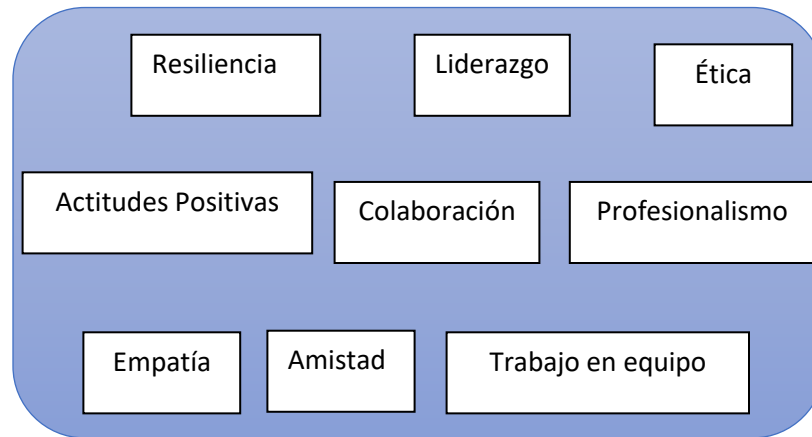 Resiliencia
Liderazgo
Ética
Actitudes Positivas
Colaboración
Profesionalismo
Empatía
Amistad
Trabajo en equipo